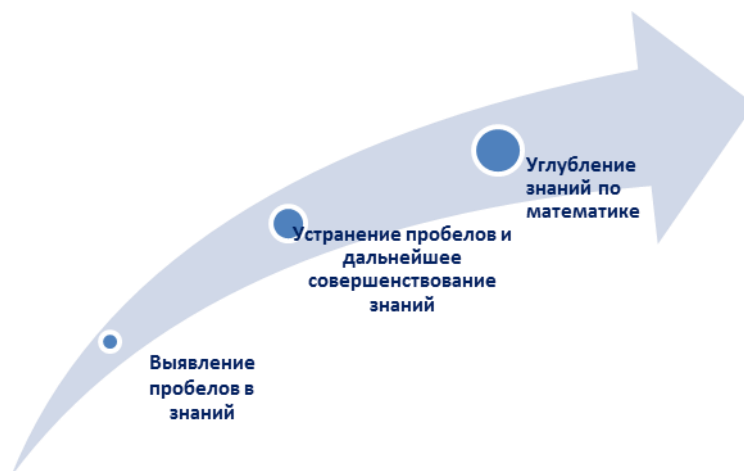 Углубление
знаний по
математике
Устранение пробелов и
дальнейшее
совершенствование
знаний
Выявление
пробелов в
знаний